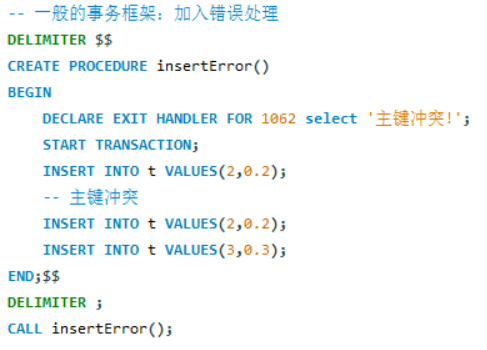 -- 一般的事务框架：加入错误处理
DELIMITER $$
CREATE PROCEDURE insertError()
BEGIN
    DECLARE EXIT HANDLER FOR 1062 select '主键冲突!';
    START TRANSACTION;
    INSERT INTO t VALUES(2,0.2);
    -- 主键冲突
    INSERT INTO t VALUES(2,0.2);
    INSERT INTO t VALUES(3,0.3);
END;$$
DELIMITER ;
CALL insertError();